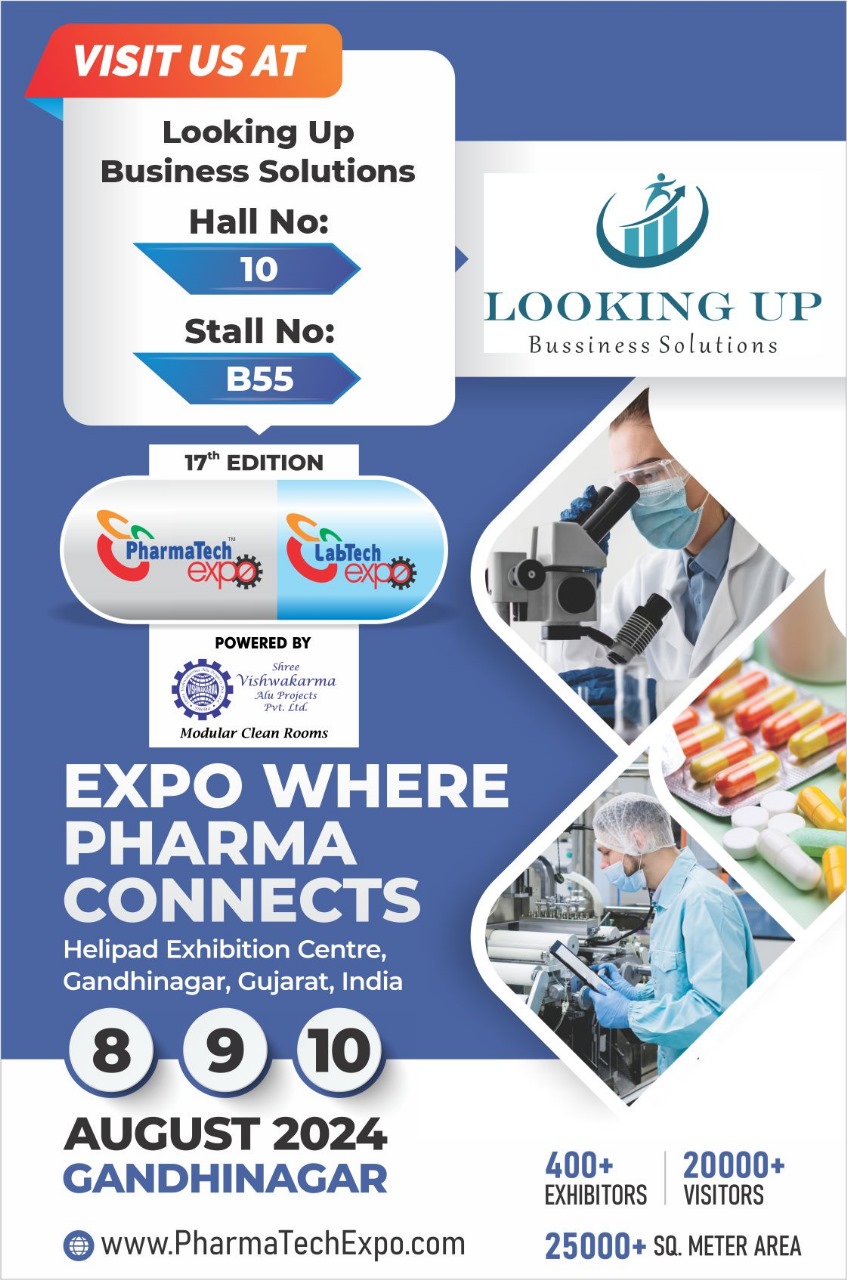 VISIT US AT
Looking Up
Business Solutions
Hall No:
10
Stall No:
B55
LOOKING UP
Bussiness Solutions
17th EDITION
PharmaTech™
expo
LabTech
expo
POWERED BY
VISHWAKARMA
Shree
Vishwakarma
Alu Projects
Pvt. Ltd.
Modular Clean Rooms
EXPO WHERE
PHARMA
CONNECTS
Helipad Exhibition Centre,
Gandhinagar, Gujarat, India
8 9 10
AUGUST 2024
GANDHINAGAR
400+
EXHIBITORS
20000+
VISITORS
25000+ SQ. METER AREA
www.PharmaTechExpo.com